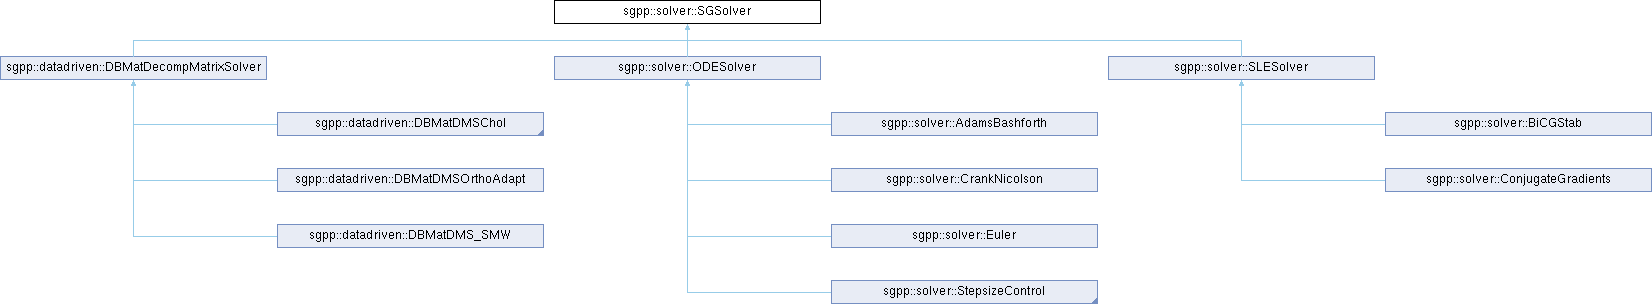 sgpp::solver::SGSolver
sgpp::datadriven::DBMatDecompMatrixSolver
sgpp::solver::ODESolver
sgpp::solver::SLESolver
sgpp::datadriven::DBMatDMSChol
sgpp::solver::AdamsBashforth
sgpp::solver::BiCGStab
sgpp::datadriven::DBMatDMSOrthoAdapt
sgpp::solver::CrankNicolson
sgpp::solver::ConjugateGradients
sgpp::datadriven::DBMatDMS_SMW
sgpp::solver::Euler
sgpp::solver::StepsizeControl